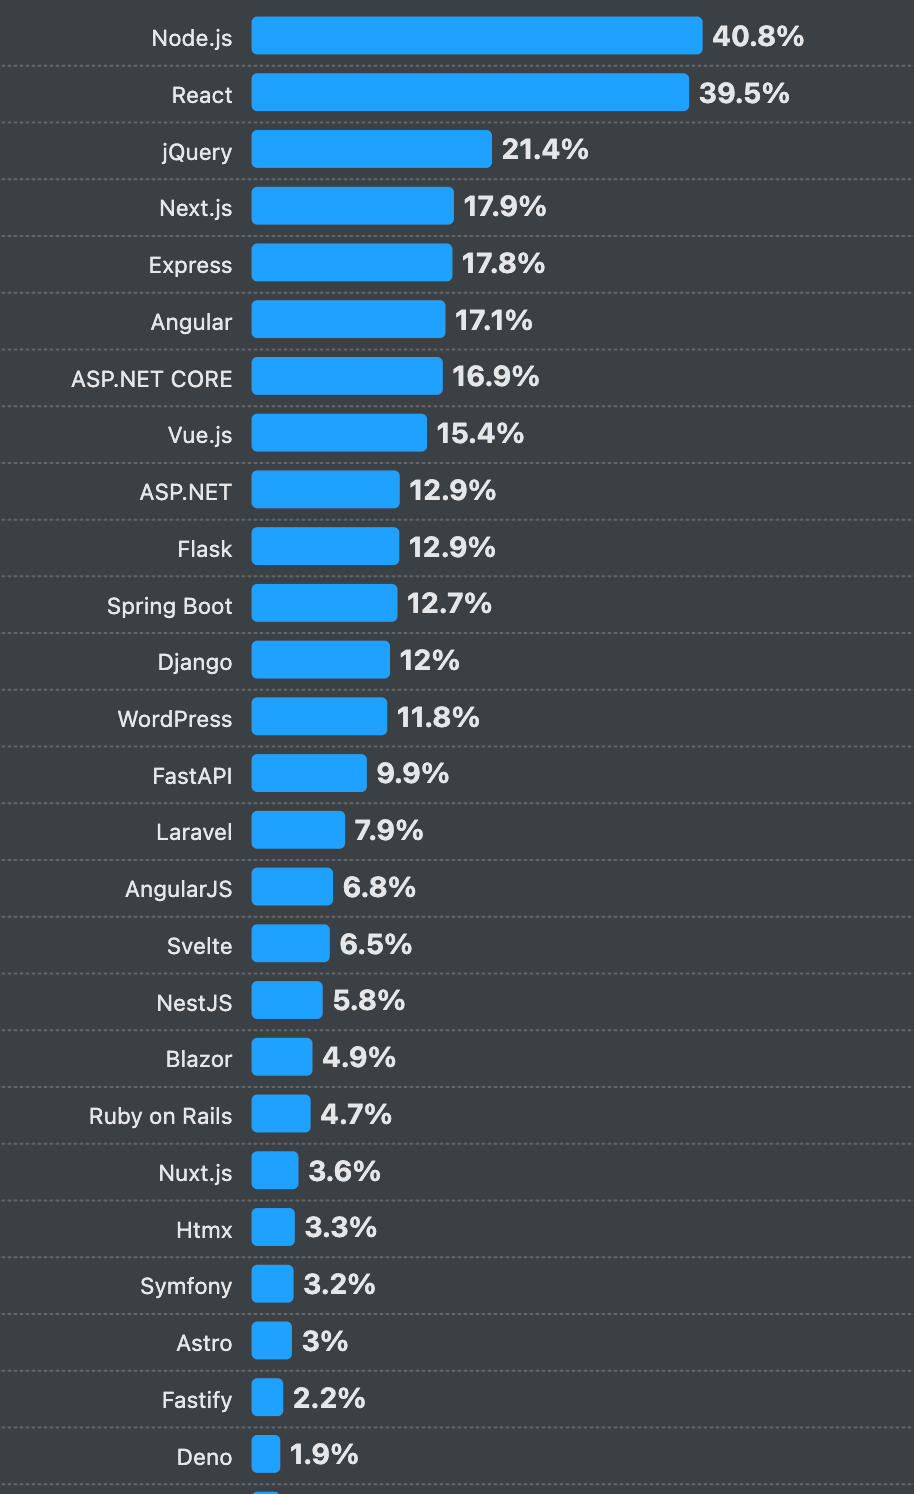 Node.js 40.8%
React 39.5%
jQuery 21.4%
Next.js 17.9%
Express 17.8%
Angular 17.1%
ASP.NET CORE 16.9%
Vue.js 15.4%
ASP.NET 12.9%
Flask 12.9%
Spring Boot 12.7%
Django 12%
WordPress 11.8%
FastAPI 9.9%
Laravel 7.9%
AngularJS 6.8%
Svelte 6.5%
NestJS 5.8%
Blazor 4.9%
Ruby on Rails 4.7%
Nuxt.js 3.6%
Htmx 3.3%
Symfony 3.2%
Astro 3%
Fastify 2.2%
Deno 1.9%